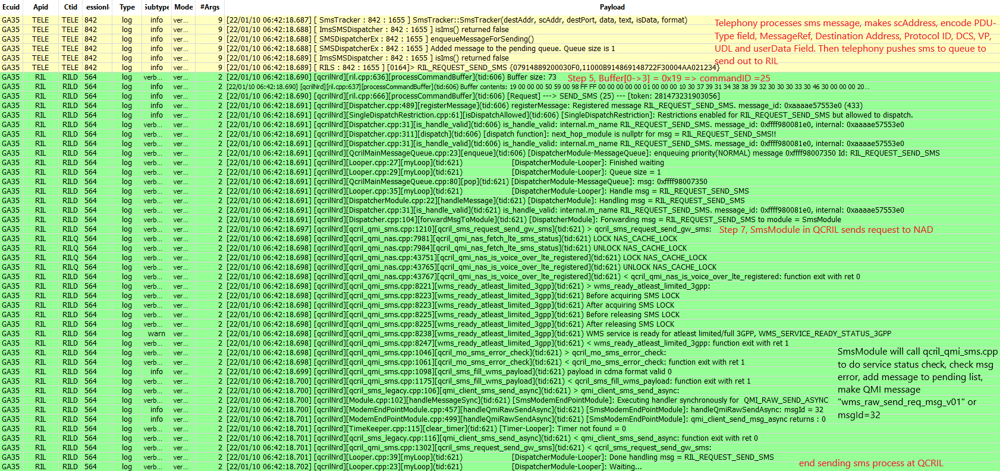 Ecuid Apid Ctid essionId Type Subtype Mode #Args Payload
GA35 TELE TELE 842 log info ver... 9 [22/01/10 06:42:18.687] [ SmsTracker : 842 : 1655 ] SmsTracker::SmsTracker(destAddr, scAddr, destPort, data, text, isData, format)
GA35 TELE TELE 842 log info ver... 9 [22/01/10 06:42:18.688] [ ImsSMSDispatcher : 842 : 1655 ] isIms() returned false
GA35 TELE TELE 842 log info ver... 9 [22/01/10 06:42:18.688] [ SMSDispatcherEx : 842 : 1655 ] enqueueMessageForSending()
GA35 TELE TELE 842 log info ver... 9 [22/01/10 06:42:18.688] [ SMSDispatcherEx : 842 : 1655 ] Added message to the pending queue. Queue size is 1
GA35 TELE TELE 842 log info ver... 9 [22/01/10 06:42:18.689] [ ImsSMSDispatcher : 842 : 1655 ] isIms() returned false
GA35 TELE TELE 842 log info ver... 9 [22/01/10 06:42:18.689] [ RILS : 842 : 1655 ] [0164]> RIL_REQUEST_SEND_SMS {07914889200030F0,11000B914869148722F30004AA021234}
Telephony processes sms message, makes scAddress, encode PDU-
Type field, MessageRef, Destination Address, Protocol ID, DCS, VP,
UDL and userData Field. Then telephony pushes sms to queue to
send out to RIL
GA35 RIL RILD 564 log verb... ver... 2 [22/01/10 06:42:18.690] [qcrilNrd][ril.cpp:636][processCommandBuffer](tid:606) Buffer size: 73
Step 5, Buffer[0->3] = 0x19 => commandID =25
GA35 RIL RILD 564 log info ver... 2 [22/01/10 06:42:18.690] [qcrilNrd][ril.cpp:637][processCommandBuffer](tid:606) Buffer contents: 19 00 00 00 50 59 00 98 FF FF 00 00 00 00 00 01 00 00 00 10 30 37 39 31 34 38 38 39 32 30 30 30 33 30 46 30 00 00 00 20...
GA35 RIL RILD 564 log info ver... 2 [22/01/10 06:42:18.690] [qcrilNrd][ril.cpp:666][processCommandBuffer](tid:606) [Request] ---> SEND_SMS (25) --- [token: 281473231903056]
GA35 RIL RILD 564 log info ver... 2 [22/01/10 06:42:18.691] [qcrilNrd][Dispatcher.cpp:489][registerMessage](tid:606) registerMessage: Registered message RIL_REQUEST_SEND_SMS. message_id: 0xaaaae57553e0 (433)
GA35 RIL RILD 564 log info ver... 2 [22/01/10 06:42:18.691] [qcrilNrd][SingleDispatchRestriction.cpp:61][isDispatchAllowed](tid:606) [SingleDispatchRestriction]: Restrictions enabled for RIL_REQUEST_SEND_SMS but allowed to dispatch.
GA35 RIL RILD 564 log verb... ver... 2 [22/01/10 06:42:18.691] [qcrilNrd][Dispatcher.cpp:31][is_handle_valid](tid:606) is_handle_valid: internal.m_name RIL_REQUEST_SEND_SMS. message_id: 0xffff980081e0, internal: 0xaaaae57553e0
GA35 RIL RILD 564 log verb... ver... 2 [22/01/10 06:42:18.691] [qcrilNrd][Dispatcher.cpp:311][dispatch](tid:606) [dispatch function]: next_hop_module is nullptr for msg = RIL_REQUEST_SEND_SMS!!
GA35 RIL RILD 564 log verb... ver... 2 [22/01/10 06:42:18.691] [qcrilNrd][Dispatcher.cpp:31][is_handle_valid](tid:606) is_handle_valid: internal.m_name RIL_REQUEST_SEND_SMS. message_id: 0xffff980081e0, internal: 0xaaaae57553e0
GA35 RIL RILD 564 log verb... ver... 2 [22/01/10 06:42:18.691] [qcrilNrd][QcrilMainMessageQueue.cpp:23][enqueue](tid:606) [DispatcherModule-MessageQueue]: enqueuing priority(NORMAL) message 0xffff98007350 Id: RIL_REQUEST_SEND_SMS
GA35 RIL RILD 564 log verb... ver... 2 [22/01/10 06:42:18.691] [qcrilNrd][Looper.cpp:27][myLoop](tid:621) [DispatcherModule-Looper]: Finished waiting
GA35 RIL RILD 564 log verb... ver... 2 [22/01/10 06:42:18.691] [qcrilNrd][Looper.cpp:29][myLoop](tid:621) [DispatcherModule-Looper]: Queue size = 1
GA35 RIL RILD 564 log verb... ver... 2 [22/01/10 06:42:18.691] [qcrilNrd][QcrilMainMessageQueue.cpp:80][pop](tid:621) [DispatcherModule-MessageQueue]: msg: 0xffff98007350
GA35 RIL RILD 564 log verb... ver... 2 [22/01/10 06:42:18.691] [qcrilNrd][Looper.cpp:35][myLoop](tid:621) [DispatcherModule-Looper]: Handle msg = RIL_REQUEST_SEND_SMS
GA35 RIL RILD 564 log verb... ver... 2 [22/01/10 06:42:18.691] [qcrilNrd][DispatcherModule.cpp:22][handleMessage](tid:621) [DispatcherModule]: Handling msg = RIL_REQUEST_SEND_SMS
GA35 RIL RILD 564 log verb... ver... 2 [22/01/10 06:42:18.691] [qcrilNrd][Dispatcher.cpp:31][is_handle_valid](tid:621) is_handle_valid: internal.m_name RIL_REQUEST_SEND_SMS. message_id: 0xffff980081e0, internal: 0xaaaae57553e0
GA35 RIL RILD 564 log verb... ver... 2 [22/01/10 06:42:18.691] [qcrilNrd][Dispatcher.cpp:104][forwardMsgToModule](tid:621) [DispatcherModule]: Forwarding msg = RIL_REQUEST_SEND_SMS to module = SmsModule
GA35 RIL RILD 564 log verb... ver... 2 [22/01/10 06:42:18.697] [qcrilNrd][qcril_qmi_sms.cpp:1210][qcril_sms_request_send_gw_sms](tid:621) > qcril_sms_request_send_gw_sms:
Step 7, SmsModule in QCRIL sends request to NAD
GA35 RIL RILQ 564 log verb... ver... 2 [22/01/10 06:42:18.698] [qcrilNrd][qcril_qmi_nas.cpp:7981][qcril_qmi_nas_fetch_lte_sms_status](tid:621) LOCK NAS_CACHE_LOCK
GA35 RIL RILQ 564 log verb... ver... 2 [22/01/10 06:42:18.698] [qcrilNrd][qcril_qmi_nas.cpp:7984][qcril_qmi_nas_fetch_lte_sms_status](tid:621) UNLOCK NAS_CACHE_LOCK
GA35 RIL RILQ 564 log verb... ver... 2 [22/01/10 06:42:18.698] [qcrilNrd][qcril_qmi_nas.cpp:43751][qcril_qmi_nas_is_voice_over_lte_registered](tid:621) LOCK NAS_CACHE_LOCK
GA35 RIL RILQ 564 log verb... ver... 2 [22/01/10 06:42:18.698] [qcrilNrd][qcril_qmi_nas.cpp:43765][qcril_qmi_nas_is_voice_over_lte_registered](tid:621) UNLOCK NAS_CACHE_LOCK
GA35 RIL RILD 564 log verb... ver... 2 [22/01/10 06:42:18.698] [qcrilNrd][qcril_qmi_nas.cpp:43767][qcril_qmi_nas_is_voice_over_lte_registered](tid:621) < qcril_qmi_nas_is_voice_over_lte_registered: function exit with ret 0
GA35 RIL RILD 564 log verb... ver... 2 [22/01/10 06:42:18.698] [qcrilNrd][qcril_qmi_sms.cpp:8221][wms_ready_atleast_limited_3gpp](tid:621) > wms_ready_atleast_limited_3gpp:
GA35 RIL RILD 564 log verb... ver... 2 [22/01/10 06:42:18.698] [qcrilNrd][qcril_qmi_sms.cpp:8223][wms_ready_atleast_limited_3gpp](tid:621) Before acquiring SMS LOCK
GA35 RIL RILD 564 log verb... ver... 2 [22/01/10 06:42:18.698] [qcrilNrd][qcril_qmi_sms.cpp:8223][wms_ready_atleast_limited_3gpp](tid:621) After acquiring SMS LOCK
GA35 RIL RILD 564 log verb... ver... 2 [22/01/10 06:42:18.698] [qcrilNrd][qcril_qmi_sms.cpp:8225][wms_ready_atleast_limited_3gpp](tid:621) Before releasing SMS LOCK
GA35 RIL RILD 564 log verb... ver... 2 [22/01/10 06:42:18.698] [qcrilNrd][qcril_qmi_sms.cpp:8225][wms_ready_atleast_limited_3gpp](tid:621) After releasing SMS LOCK
GA35 RIL RILD 564 log warn ver... 2 [22/01/10 06:42:18.698] [qcrilNrd][qcril_qmi_sms.cpp:8238][wms_ready_atleast_limited_3gpp](tid:621) WMS service is ready for atleast limited/full 3GPP, WMS_SERVICE_READY_STATUS_3GPP
GA35 RIL RILD 564 log verb... ver... 2 [22/01/10 06:42:18.698] [qcrilNrd][qcril_qmi_sms.cpp:8247][wms_ready_atleast_limited_3gpp](tid:621) < wms_ready_atleast_limited_3gpp: function exit with ret 1
GA35 RIL RILD 564 log verb... ver... 2 [22/01/10 06:42:18.698] [qcrilNrd][qcril_qmi_sms.cpp:1046][qcril_mo_sms_error_check](tid:621) > qcril_mo_sms_error_check:
GA35 RIL RILD 564 log verb... ver... 2 [22/01/10 06:42:18.698] [qcrilNrd][qcril_qmi_sms.cpp:1061][qcril_mo_sms_error_check](tid:621) < qcril_mo_sms_error_check: function exit with ret 1
GA35 RIL RILD 564 log info ver... 2 [22/01/10 06:42:18.699] [qcrilNrd][qcril_qmi_sms.cpp:1098][qcril_sms_fill_wms_payload](tid:621) payload in cdma format valid 0
GA35 RIL RILD 564 log verb... ver... 2 [22/01/10 06:42:18.700] [qcrilNrd][qcril_qmi_sms.cpp:1175][qcril_sms_fill_wms_payload](tid:621) < qcril_sms_fill_wms_payload: function exit with ret 1
GA35 RIL RILD 564 log verb... ver... 2 [22/01/10 06:42:18.700] [qcrilNrd][qcril_sms_legacy.cpp:106][qmi_client_sms_send_async](tid:621) > qmi_client_sms_send_async:
GA35 RIL RILD 564 log verb... ver... 2 [22/01/10 06:42:18.700] [qcrilNrd][Module.cpp:102][handleMessageSync](tid:621) [SmsModemEndPointModule]: Executing handler synchronously for QMI_RAW_SEND_ASYNC
GA35 RIL RILD 564 log info ver... 2 [22/01/10 06:42:18.700] [qcrilNrd][ModemEndPointModule.cpp:457][handleQmiRawSendAsync](tid:621) [SmsModemEndPointModule]: handleQmiRawSendAsync: msgId = 32
GA35 RIL RILD 564 log info ver... 2 [22/01/10 06:42:18.701] [qcrilNrd][ModemEndPointModule.cpp:499][handleQmiRawSendAsync](tid:621) [SmsModemEndPointModule]: qmi_client_send_msg_async returns : 0
SmsModule will call qcril_qmi_sms.cpp
to do service status check, check msg
error, add message to pending list,
make QMI message
"wms_raw_send_req_msg_v01" or
msgId=32
GA35 RIL RILD 564 log verb... ver... 2 [22/01/10 06:42:18.701] [qcrilNrd][TimeKeeper.cpp:115][clear_timer](tid:621) [Timer-Looper]: Timer not found = 0
GA35 RIL RILD 564 log verb... ver... 2 [22/01/10 06:42:18.701] [qcrilNrd][qcril_sms_legacy.cpp:116][qmi_client_sms_send_async](tid:621) < qmi_client_sms_send_async: function exit with ret 0
GA35 RIL RILD 564 log verb... ver... 2 [22/01/10 06:42:18.701] [qcrilNrd][qcril_qmi_sms.cpp:1302][qcril_sms_request_send_gw_sms](tid:621) < qcril_sms_request_send_gw_sms:
GA35 RIL RILD 564 log verb... ver... 2 [22/01/10 06:42:18.701] [qcrilNrd][Looper.cpp:39][myLoop](tid:621) [DispatcherModule-Looper]: Done handling msg = RIL_REQUEST_SEND_SMS
GA35 RIL RILD 564 log verb... ver... 2 [22/01/10 06:42:18.702] [qcrilNrd][Looper.cpp:23][myLoop](tid:621) [DispatcherModule-Looper]: Waiting...
end sending sms process at QCRIL